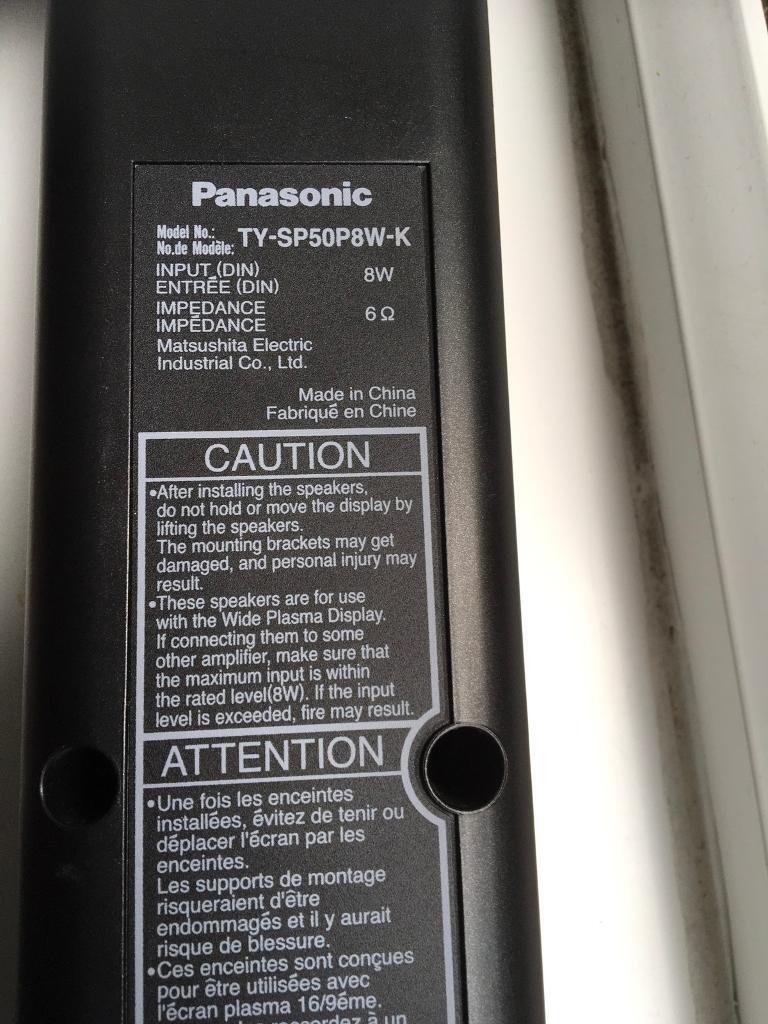 Panasonic
Model No.:
No.de Modèle: TY-SP50P8W-K
INPUT (DIN)
ENTRÉE (DIN) 8W
IMPEDANCE
IMPÉDANCE 6 Ω
Matsushita Electric
Industrial Co., Ltd.
Made in China
Fabriqué en Chine
CAUTION
•After installing the speakers,
do not hold or move the display by
lifting the speakers.
The mounting brackets may get
damaged, and personal injury may
result.
•These speakers are for use
with the Wide Plasma Display.
If connecting them to some
other amplifier, make sure that
the maximum input is within
the rated level(8W). If the input
level is exceeded, fire may result.
ATTENTION
•Une fois les enceintes
installées, évitez de tenir ou
déplacer l'écran par les
enceintes.
Les supports de montage
risqueraient d'être
endommagés et il y aurait
risque de blessure.
•Ces enceintes sont conçues
pour être utilisées avec
l'écran plasma 16/9éme.
raccordez à un